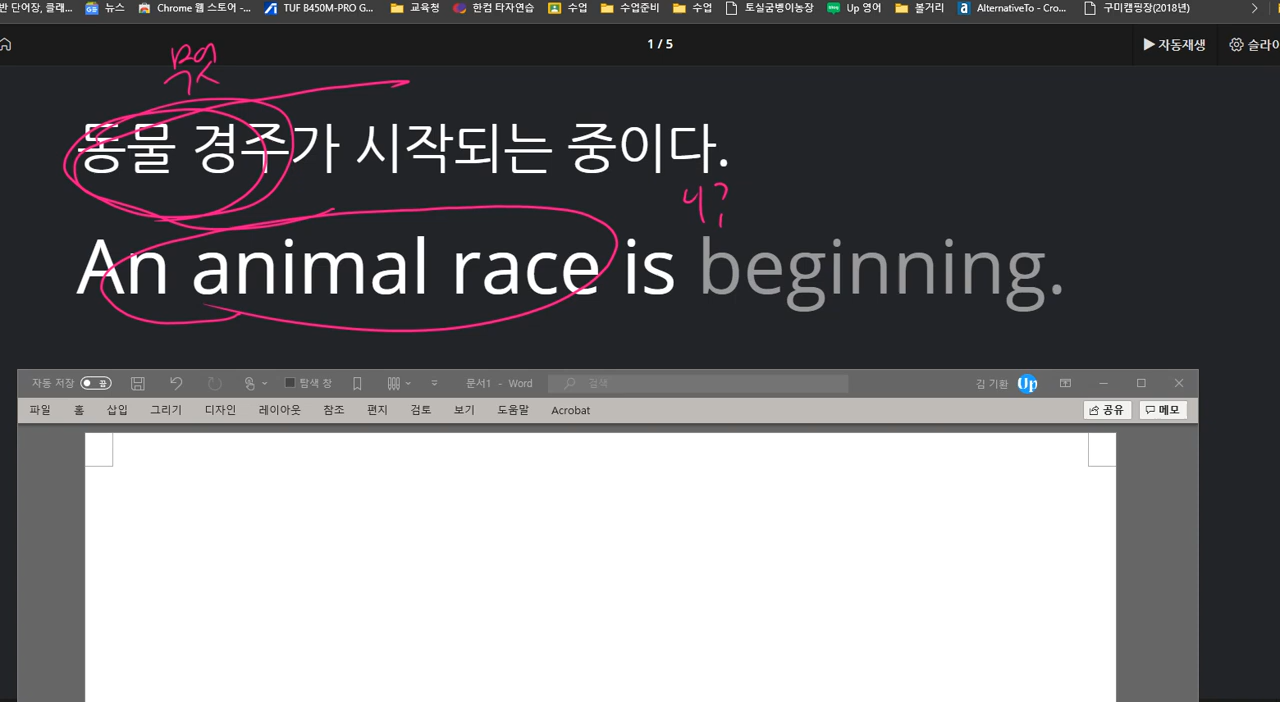 반 단어장, 클래... 뉴스 Chrome 웹 스토어 -... TUF B450M-PRO G... 교육청 한컴 타자연습 수업 수업준비 수업 토실굼벵이농장 Up 영어 볼거리 AlternativeTo - Cro... 구미캠핑장(2018년)
1 / 5 자동재생 슬라이
동물 경주가 시작되는 중이다.
An animal race is beginning.
자동 저장 끔 탐색 창 문서1 - Word 검색 김 기환 Up
파일 홈 삽입 그리기 디자인 레이아웃 참조 편지 검토 보기 도움말 Acrobat 공유 메모